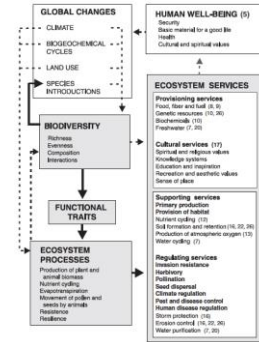 GLOBAL CHANGES
CLIMATE
BIOGEOCHEMICAL
CYCLES
LAND USE
SPECIES
INTRODUCTIONS
BIODIVERSITY
Richness
Evenness
Composition
Interactions
FUNCTIONAL
TRAITS
ECOSYSTEM
PROCESSES
Production of plant and
animal biomass
Nutrient cycling
Evapotranspiration
Movement of pollen and
seeds by animals
Resistance
Resilience
HUMAN WELL-BEING (5)
Security
Basic material for a good life
Health
Cultural and spiritual values
ECOSYSTEM SERVICES
Provisioning services
Food, fiber and fuel (8, 9)
Genetic resources (10, 26)
Biochemicals (10)
Freshwater (7, 20)
Cultural services (17)
Spiritual and religious values
Knowledge systems
Education and inspiration
Recreation and aesthetic values
Sense of place
Supporting services
Primary production
Provision of habitat
Nutrient cycling (12)
Soil formation and retention (16, 22, 26)
Production of atmospheric oxygen (13)
Water cycling (7)
Regulating services
Invasion resistance
Herbivory
Pollination
Seed dispersal
Climate regulation
Pest and disease control
Human disease regulation
Storm protection (16)
Erosion control (16, 22, 26)
Water purification (7, 20)